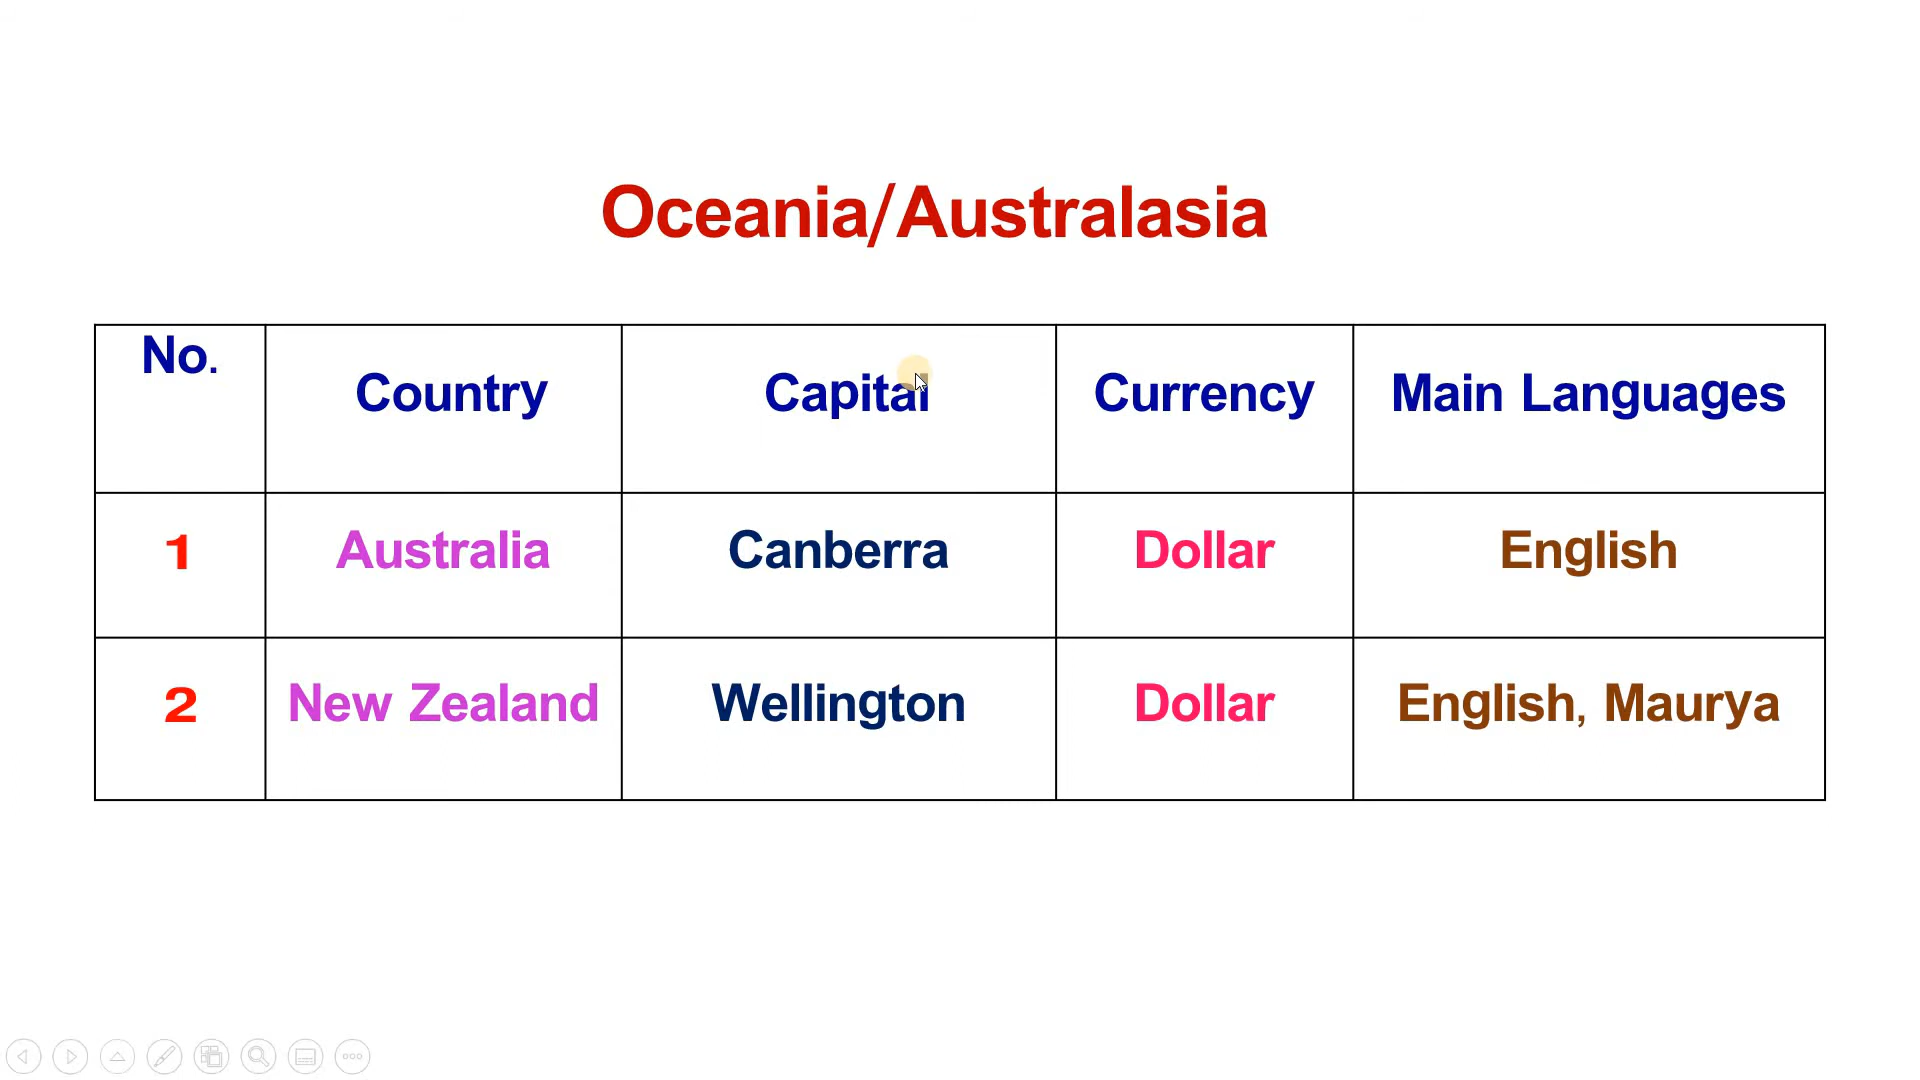 Oceania/Australasia
No. Country Capital Currency Main Languages
1 Australia Canberra Dollar English
2 New Zealand Wellington Dollar English, Maurya